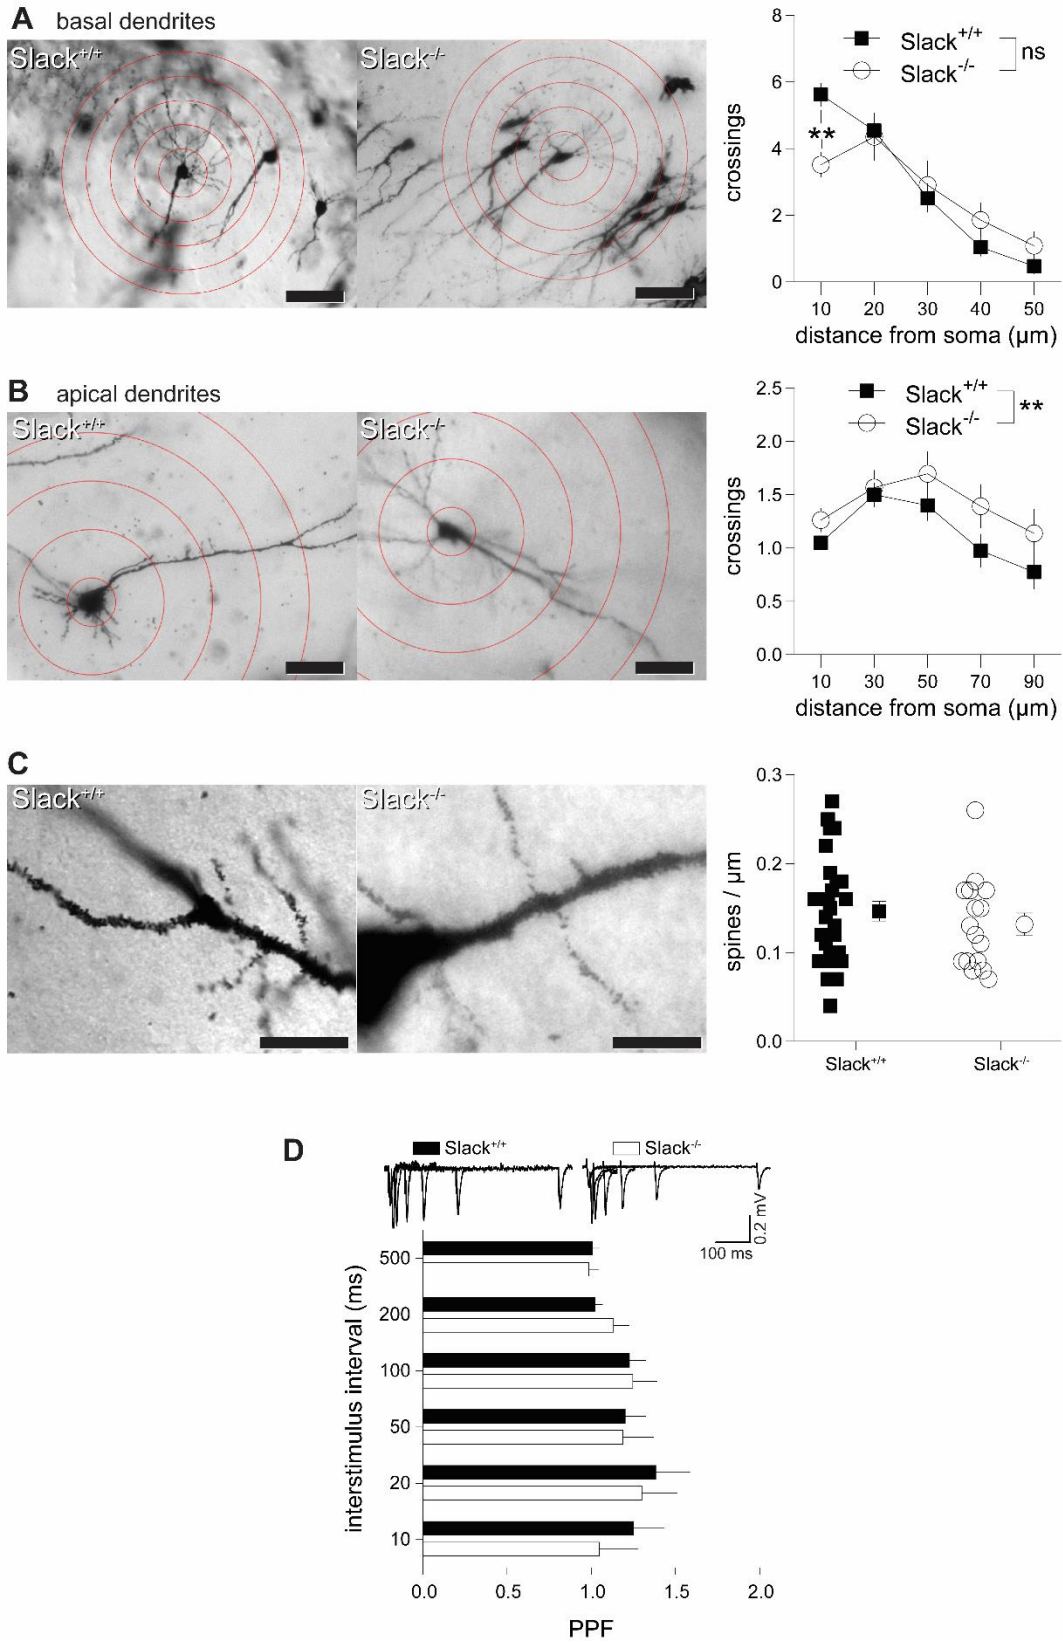 A basal dendrites
Slack+/+
Slack-/-
8
6
4
2
0
crossings
Slack+/+
Slack-/-
ns
**
10 20 30 40 50
distance from soma (µm)
B apical dendrites
Slack+/+
Slack-/-
2.5
2.0
1.5
1.0
0.5
0.0
crossings
Slack+/+
Slack-/-
**
10 30 50 70 90
distance from soma (µm)
C
Slack+/+
Slack-/-
0.3
0.2
0.1
0.0
spines / µm
Slack+/+ Slack-/-
D
Slack+/+ Slack-/-
0.2 mV
100 ms
interstimulus interval (ms)
500
200
100
50
20
10
0.0 0.5 1.0 1.5 2.0
PPF